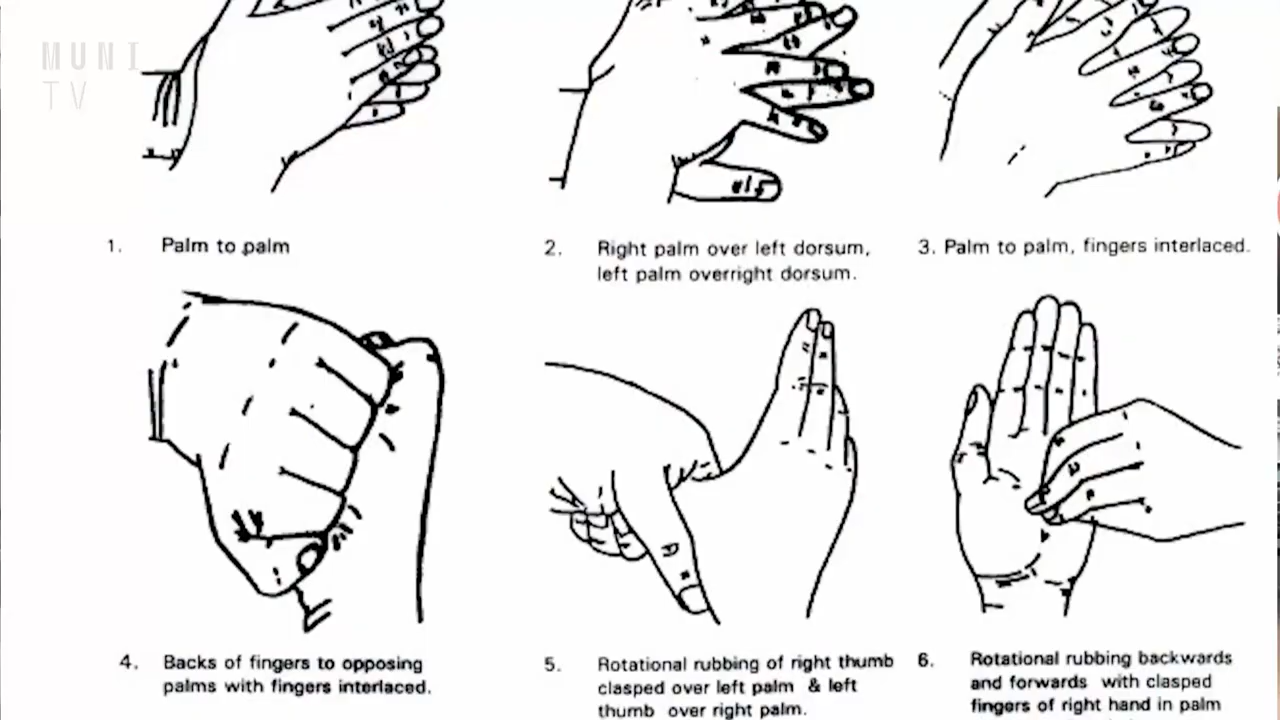 MUNI
TV
1. Palm to palm
2. Right palm over left dorsum,
left palm overright dorsum.
3. Palm to palm, fingers interlaced.
4. Backs of fingers to opposing
palms with fingers interlaced.
5. Rotational rubbing of right thumb
clasped over left palm & left
thumb over right palm.
6. Rotational rubbing backwards
and forwards with clasped
fingers of right hand in palm